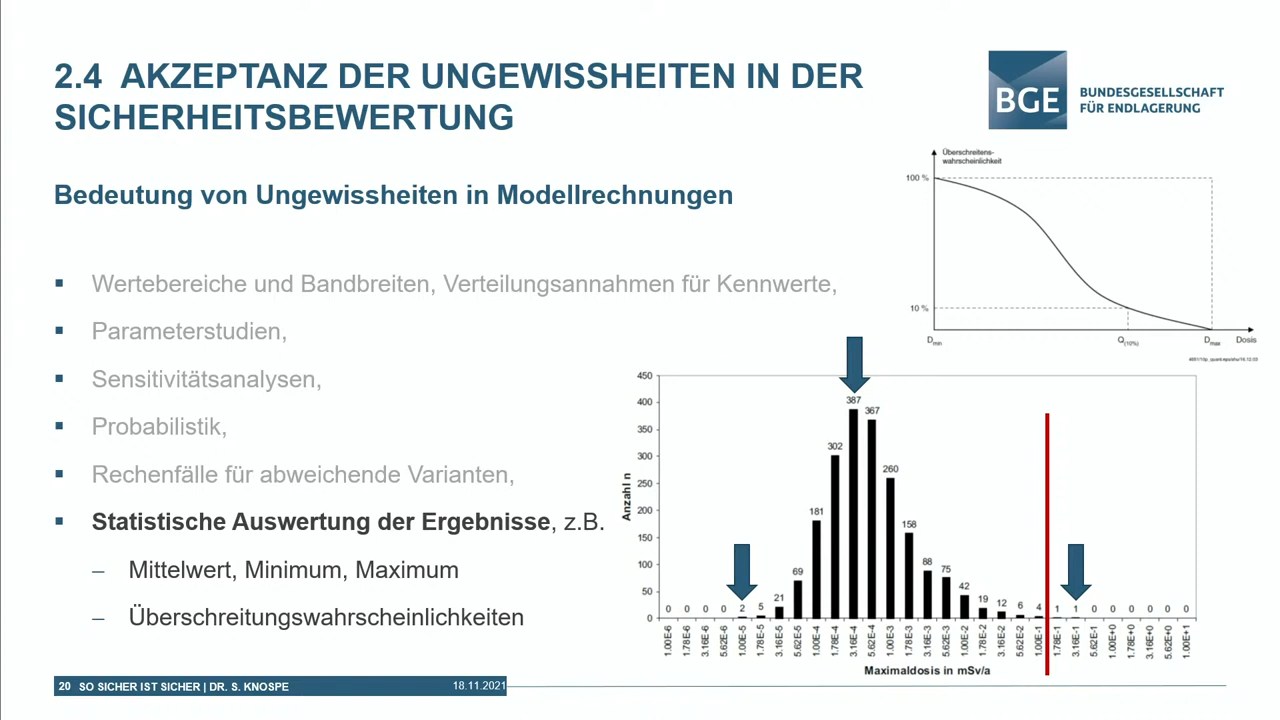 2.4 AKZEPTANZ DER UNGEWISSHEITEN IN DER
SICHERHEITSBEWERTUNG
BGE
BUNDESGESELLSCHAFT
FÜR ENDLAGERUNG
Bedeutung von Ungewissheiten in Modellrechnungen
▪ Wertebereiche und Bandbreiten, Verteilungsannahmen für Kennwerte,
▪ Parameterstudien,
▪ Sensitivitätsanalysen,
▪ Probabilistik,
▪ Rechenfälle für abweichende Varianten,
▪ Statistische Auswertung der Ergebnisse, z.B.
– Mittelwert, Minimum, Maximum
– Überschreitungswahrscheinlichkeiten
Überschreitens-
wahrscheinlichkeit
100 %
10 %
Dmin Q(10%) Dmax Dosis
450
400
350
300
250
200
150
100
50
0
Anzahl n
0 0 0 0 2 5 21 69 181 302 387 367 260 158 88 75 42 19 12 6 4 1 1 0 0 0 0 0 0
1.00E-6 1.78E-6 3.16E-6 5.62E-6 1.00E-5 1.78E-5 3.16E-5 5.62E-5 1.00E-4 1.78E-4 3.16E-4 5.62E-4 1.00E-3 1.78E-3 3.16E-3 5.62E-3 1.00E-2 1.78E-2 3.16E-2 5.62E-2 1.00E-1 1.78E-1 3.16E-1 5.62E-1 1.00E+0 1.78E+0 3.16E+0 5.62E+0 1.00E+1
Maximaldosis in mSv/a
20 SO SICHER IST SICHER | DR. S. KNOSPE 18.11.2021